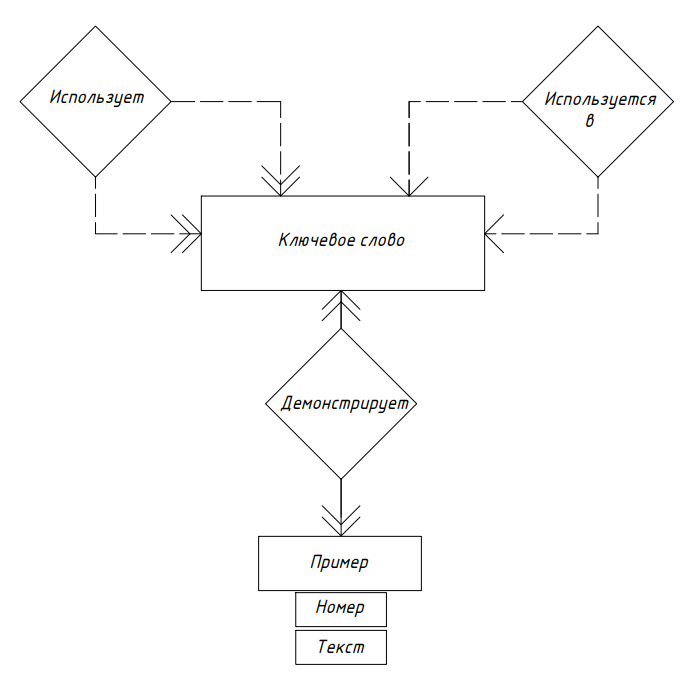 Использует
Используется
в
Ключевое слово
Демонстрирует
Пример
Номер
Текст